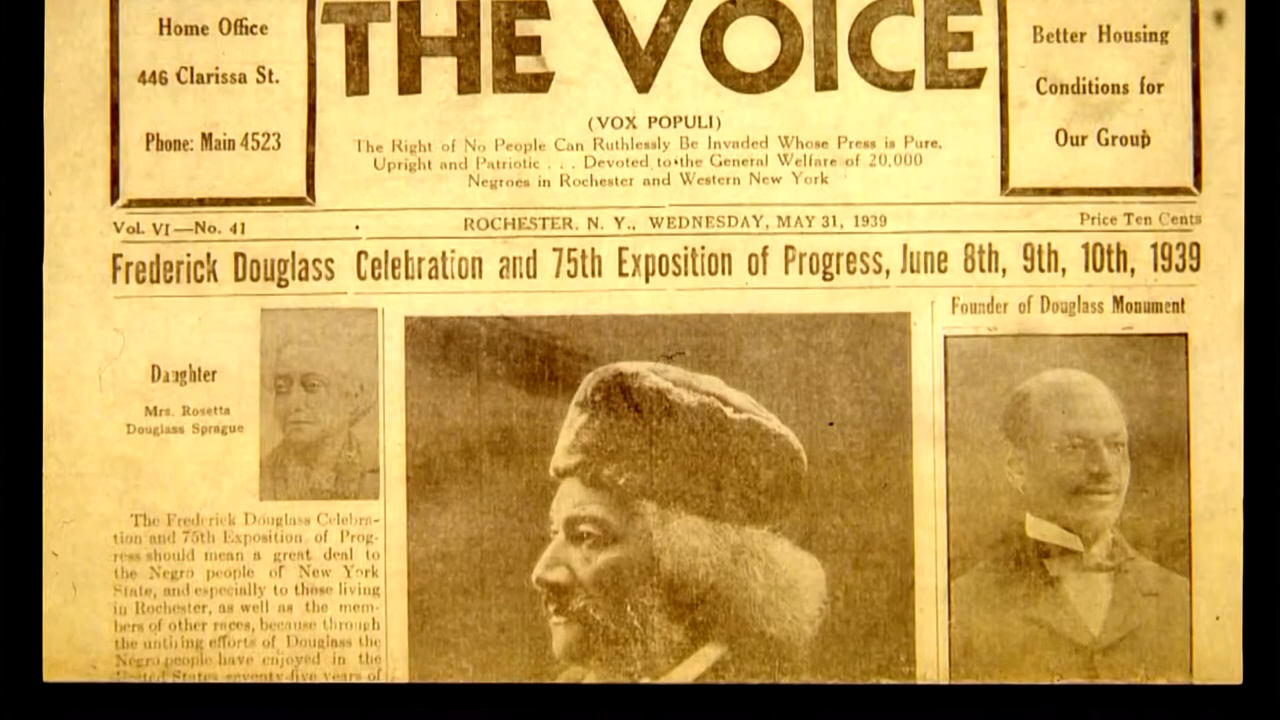 Home Office
446 Clarissa St.
Phone: Main 4523
THE VOICE
(VOX POPULI)
The Right of No People Can Ruthlessly Be Invaded Whose Press is Pure,
Upright and Patriotic . . . Devoted to the General Welfare of 20,000
Negroes in Rochester and Western New York
Better Housing
Conditions for
Our Group
Vol. VI—No. 41
ROCHESTER, N. Y., WEDNESDAY, MAY 31, 1939
Price Ten Cents
Frederick Douglass Celebration and 75th Exposition of Progress, June 8th, 9th, 10th, 1939
Daughter
Mrs. Rosetta
Douglass Sprague
The Frederick Douglass Celebra-
tion and 75th Exposition of Prog-
ress should mean a great deal to
the Negro people of New York
State, and especially to those living
in Rochester, as well as the mem-
bers of other races, because through
the untiring efforts of Douglass the
Negro people have enjoyed in the
United States seventy-five years of
Founder of Douglass Monument